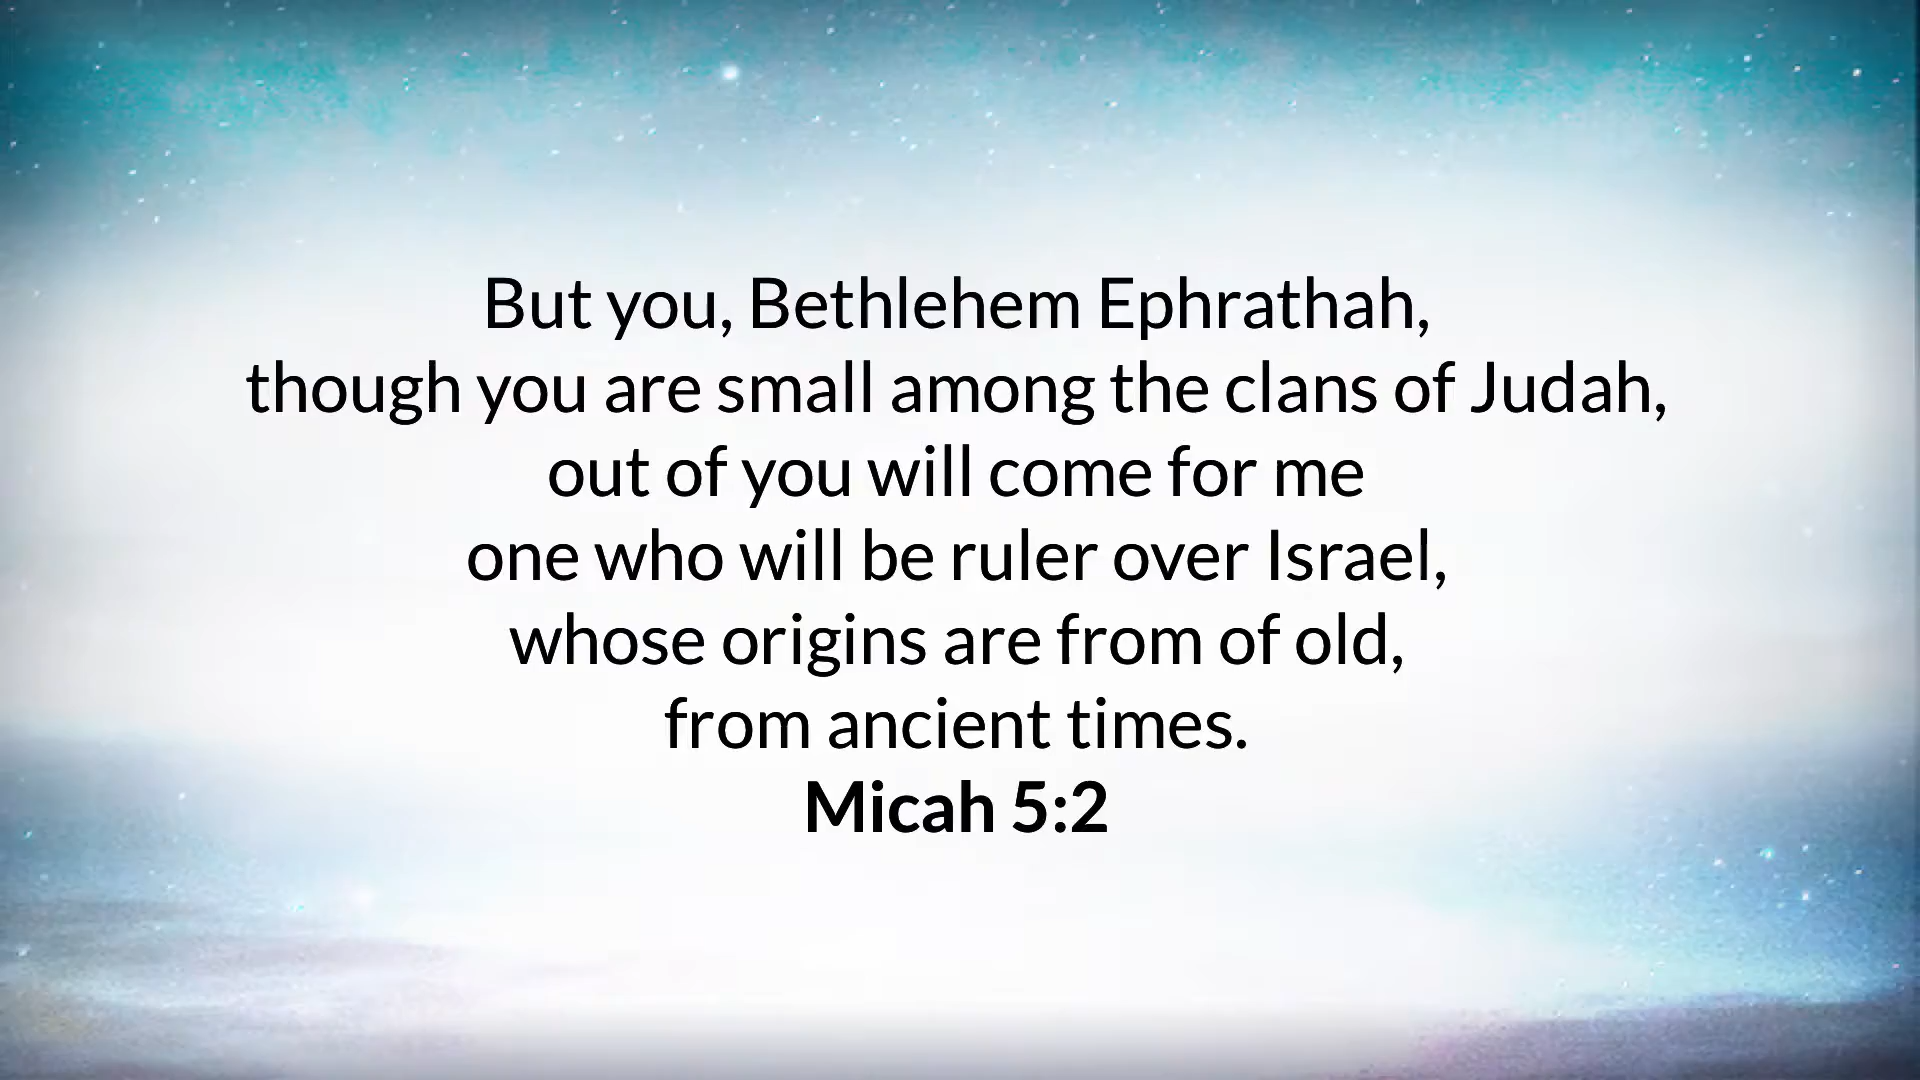 But you, Bethlehem Ephrathah,
though you are small among the clans of Judah,
out of you will come for me
one who will be ruler over Israel,
whose origins are from of old,
from ancient times.
Micah 5:2